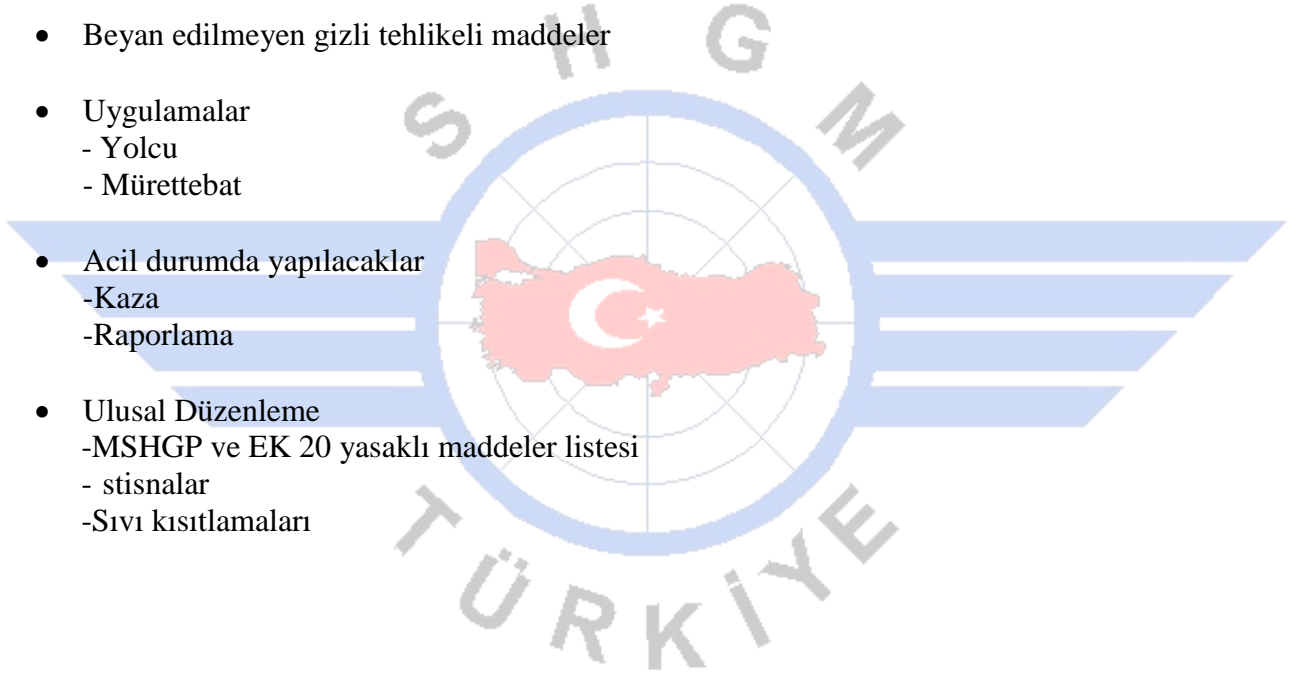 S H G M
• Beyan edilmeyen gizli tehlikeli maddeler
• Uygulamalar
- Yolcu
- Mürettebat
• Acil durumda yapılacaklar
-Kaza
-Raporlama
• Ulusal Düzenleme
-MSHGP ve EK 20 yasaklı maddeler listesi
- stisnalar
-Sıvı kısıtlamaları
TÜRKİYE